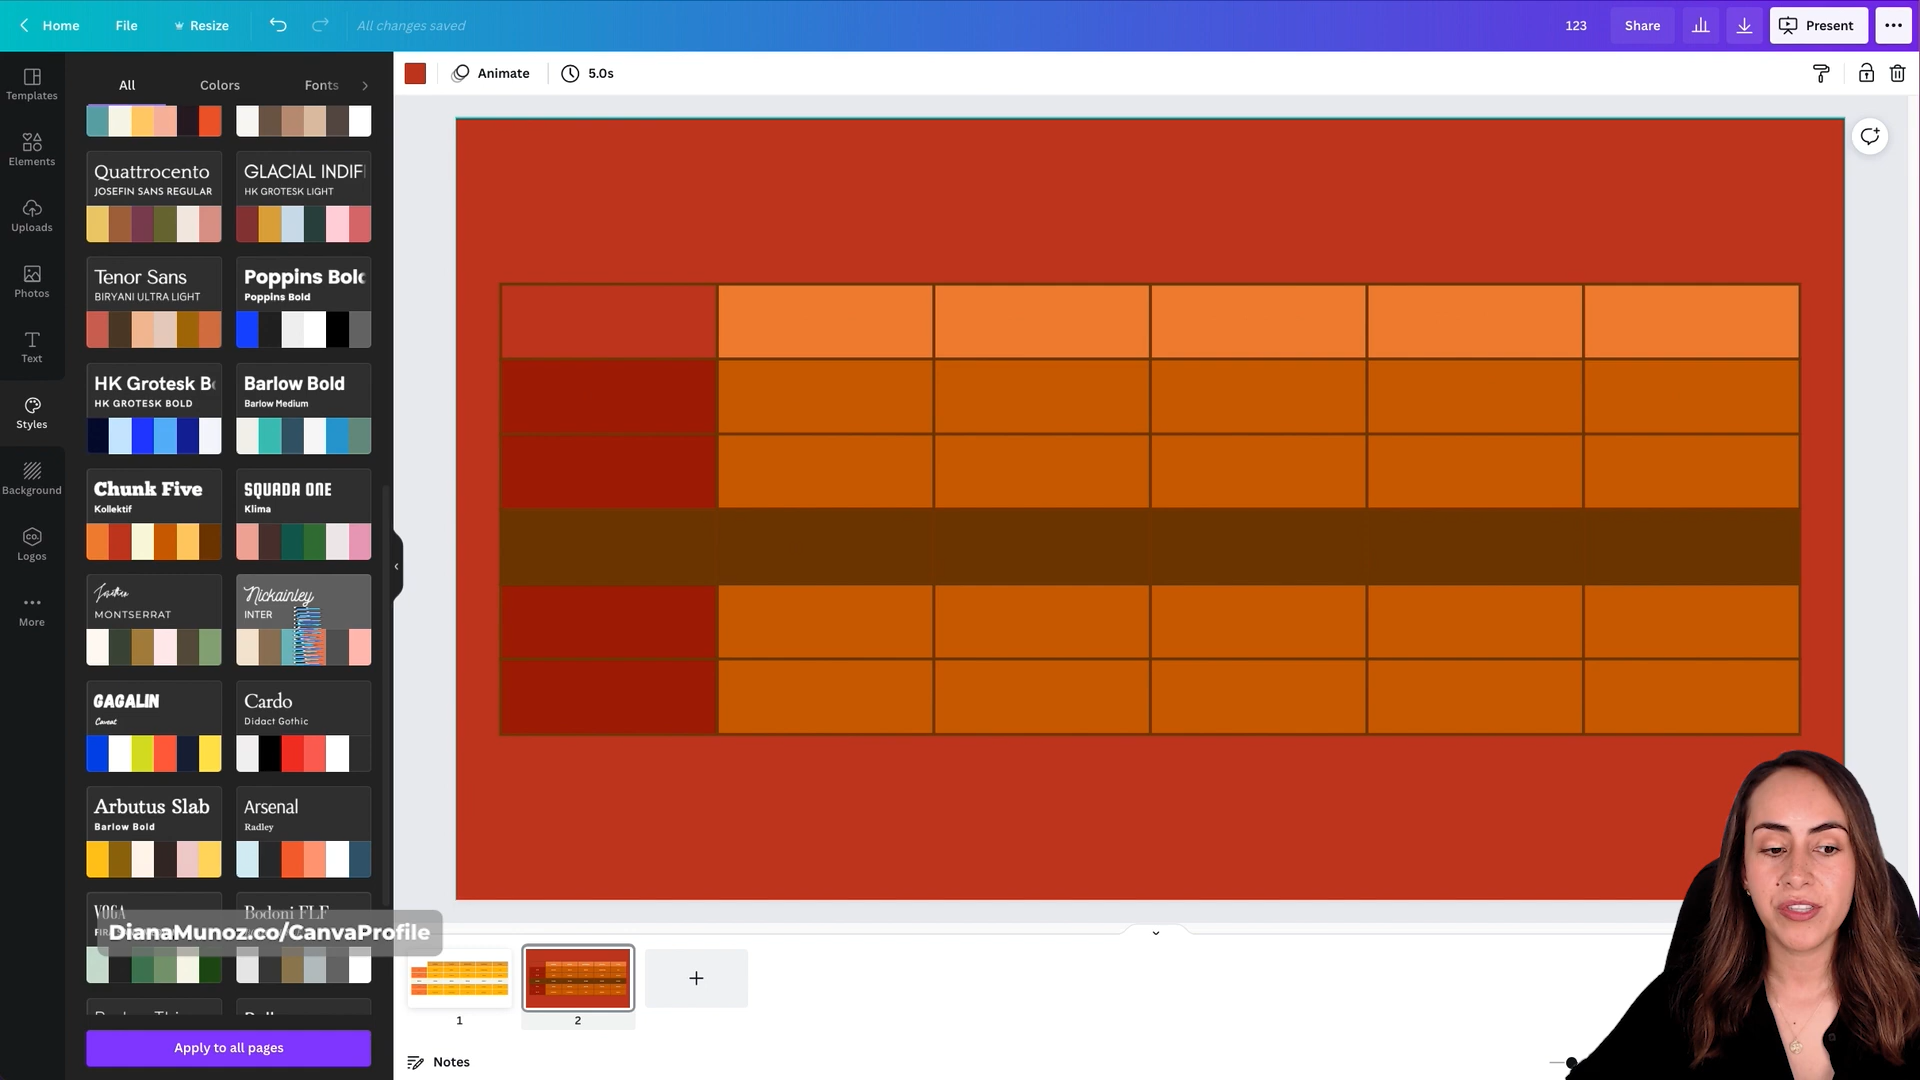 Home
File
Resize
All changes saved
123
Share
Present
Templates
Elements
Uploads
Photos
Text
Styles
Background
CO.
Logos
More
All
Colors
Fonts
Animate
5.0s
Quattrocento
JOSEFIN SANS REGULAR
GLACIAL INDIF
HK GROTESK LIGHT
Tenor Sans
BIRYANI ULTRA LIGHT
Poppins Bold
Poppins Bold
HK Grotesk Bo
HK GROTESK BOLD
Barlow Bold
Barlow Medium
Chunk Five
Kollektif
SQUADA ONE
Klima
MONTSERRAT
Nickainley
INTER
GAGALIN
Caveat
Cardo
Didact Gothic
Arbutus Slab
Barlow Bold
Arsenal
Radley
VOGA
Bodoni FLF
DianaMunoz.co/CanvaProfile
Apply to all pages
1
2
Notes